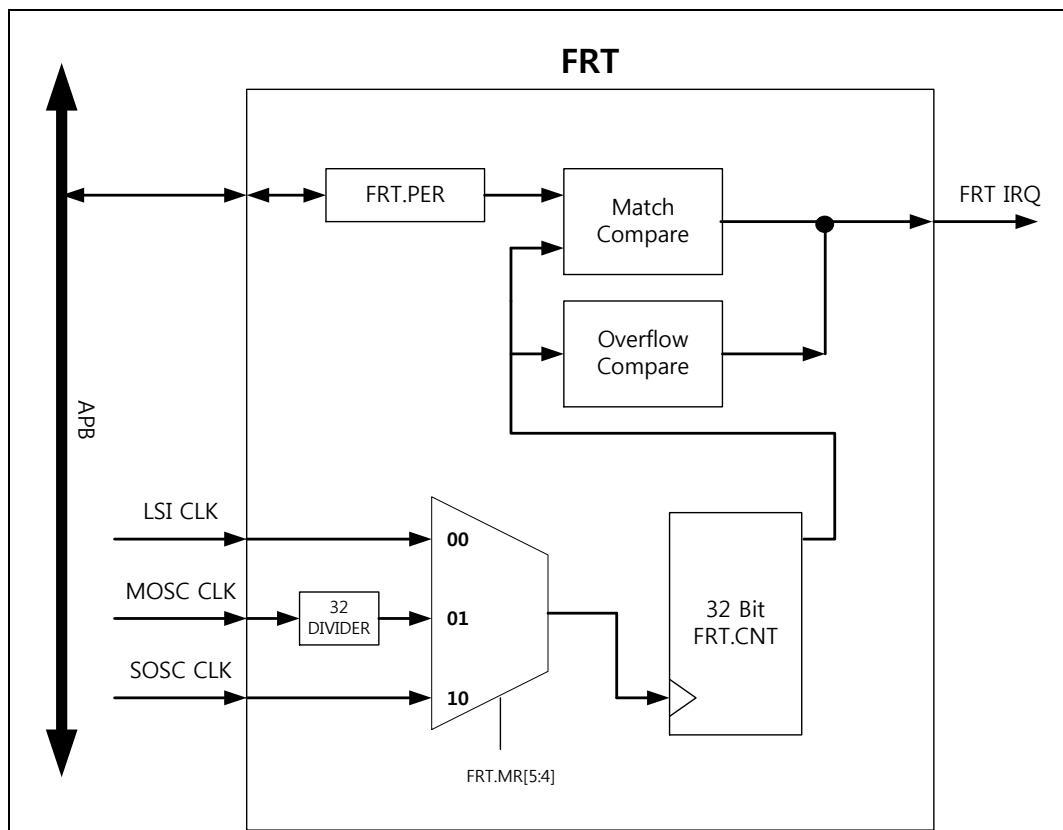 FRT
FRT.PER
Match
Compare
FRT IRQ
Overflow
Compare
APB
LSI CLK
00
MOSC CLK
32
DIVIDER
01
32 Bit
FRT.CNT
SOSC CLK
10
FRT.MR[5:4]